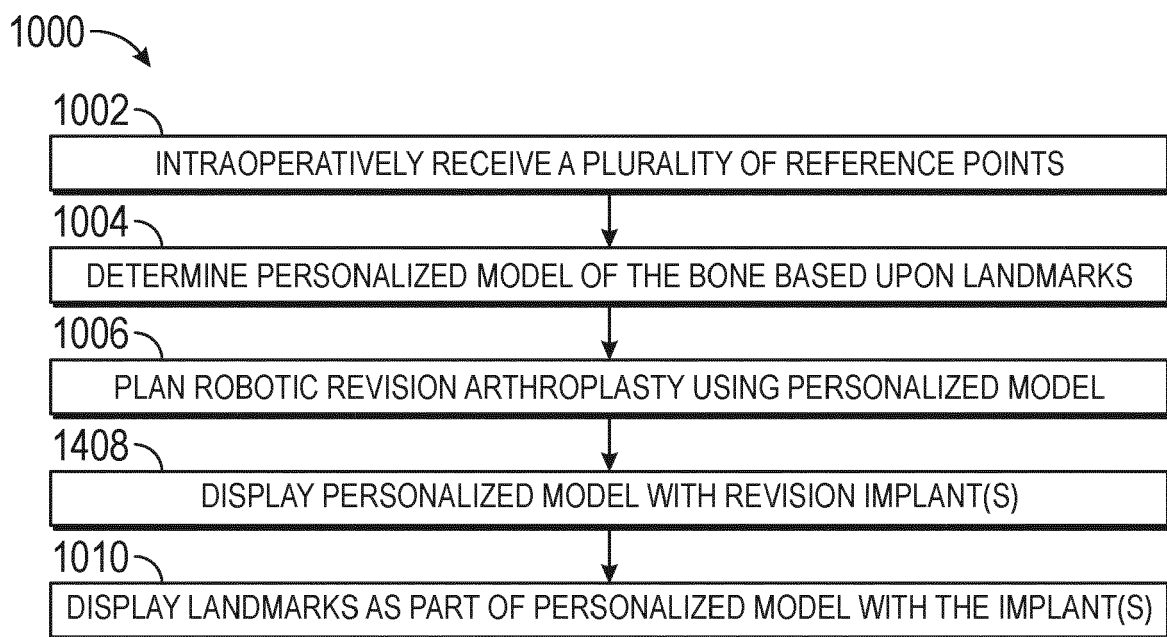 1000
1002
INTRAOPERATIVELY RECEIVE A PLURALITY OF REFERENCE POINTS
1004
DETERMINE PERSONALIZED MODEL OF THE BONE BASED UPON LANDMARKS
1006
PLAN ROBOTIC REVISION ARTHROPLASTY USING PERSONALIZED MODEL
1408
DISPLAY PERSONALIZED MODEL WITH REVISION IMPLANT(S)
1010
DISPLAY LANDMARKS AS PART OF PERSONALIZED MODEL WITH THE IMPLANT(S)